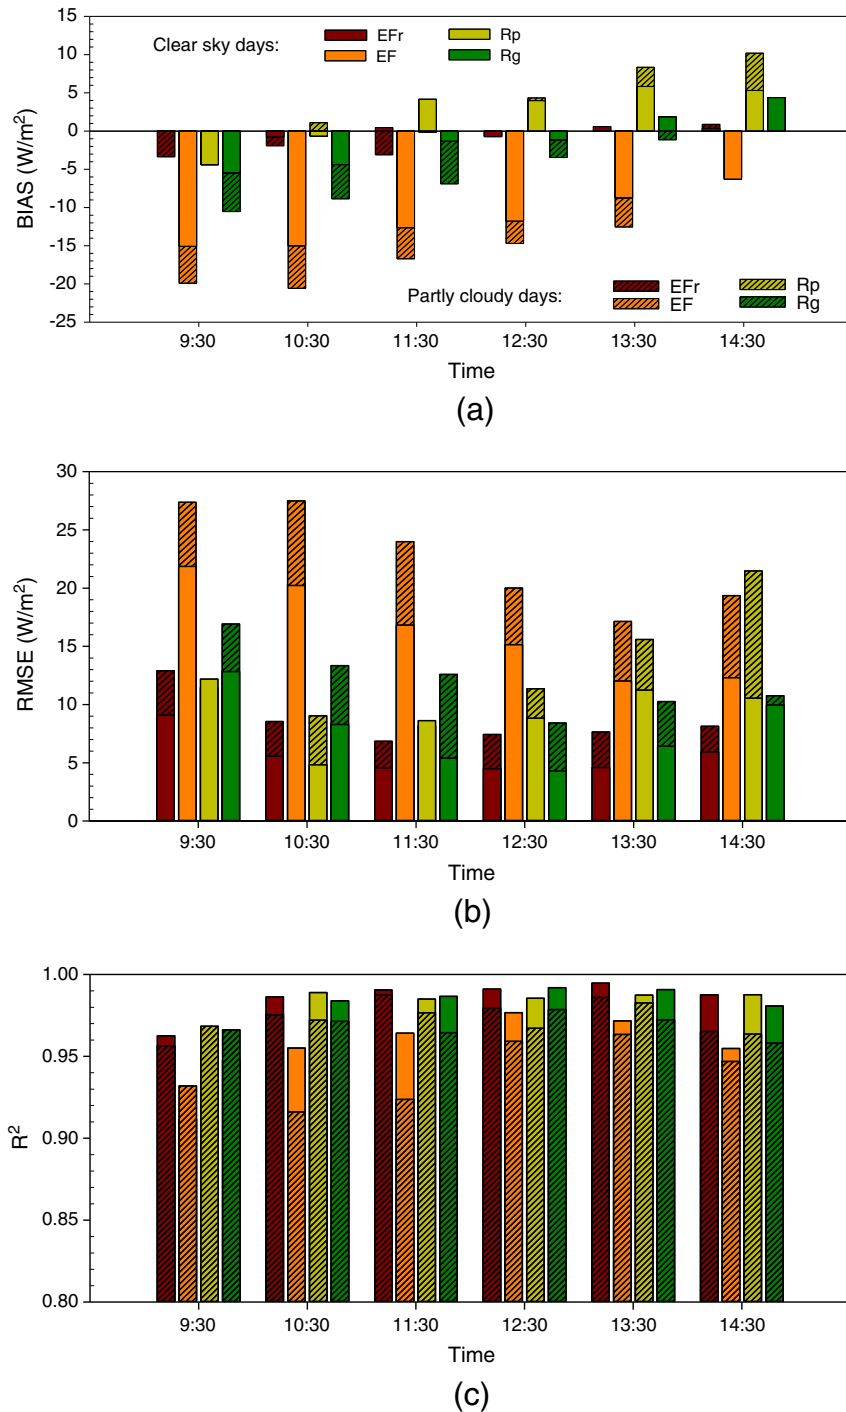 15
10
5
0
-5
-10
-15
-20
-25
BIAS (W/m²)
Clear sky days:
EFr
Rp
EF
Rg
Partly cloudy days:
EFr
Rp
EF
Rg
9:30 10:30 11:30 12:30 13:30 14:30
Time
(a)
30
25
20
15
10
5
0
RMSE (W/m²)
9:30 10:30 11:30 12:30 13:30 14:30
Time
(b)
1.00
0.95
0.90
0.85
0.80
R²
9:30 10:30 11:30 12:30 13:30 14:30
Time
(c)